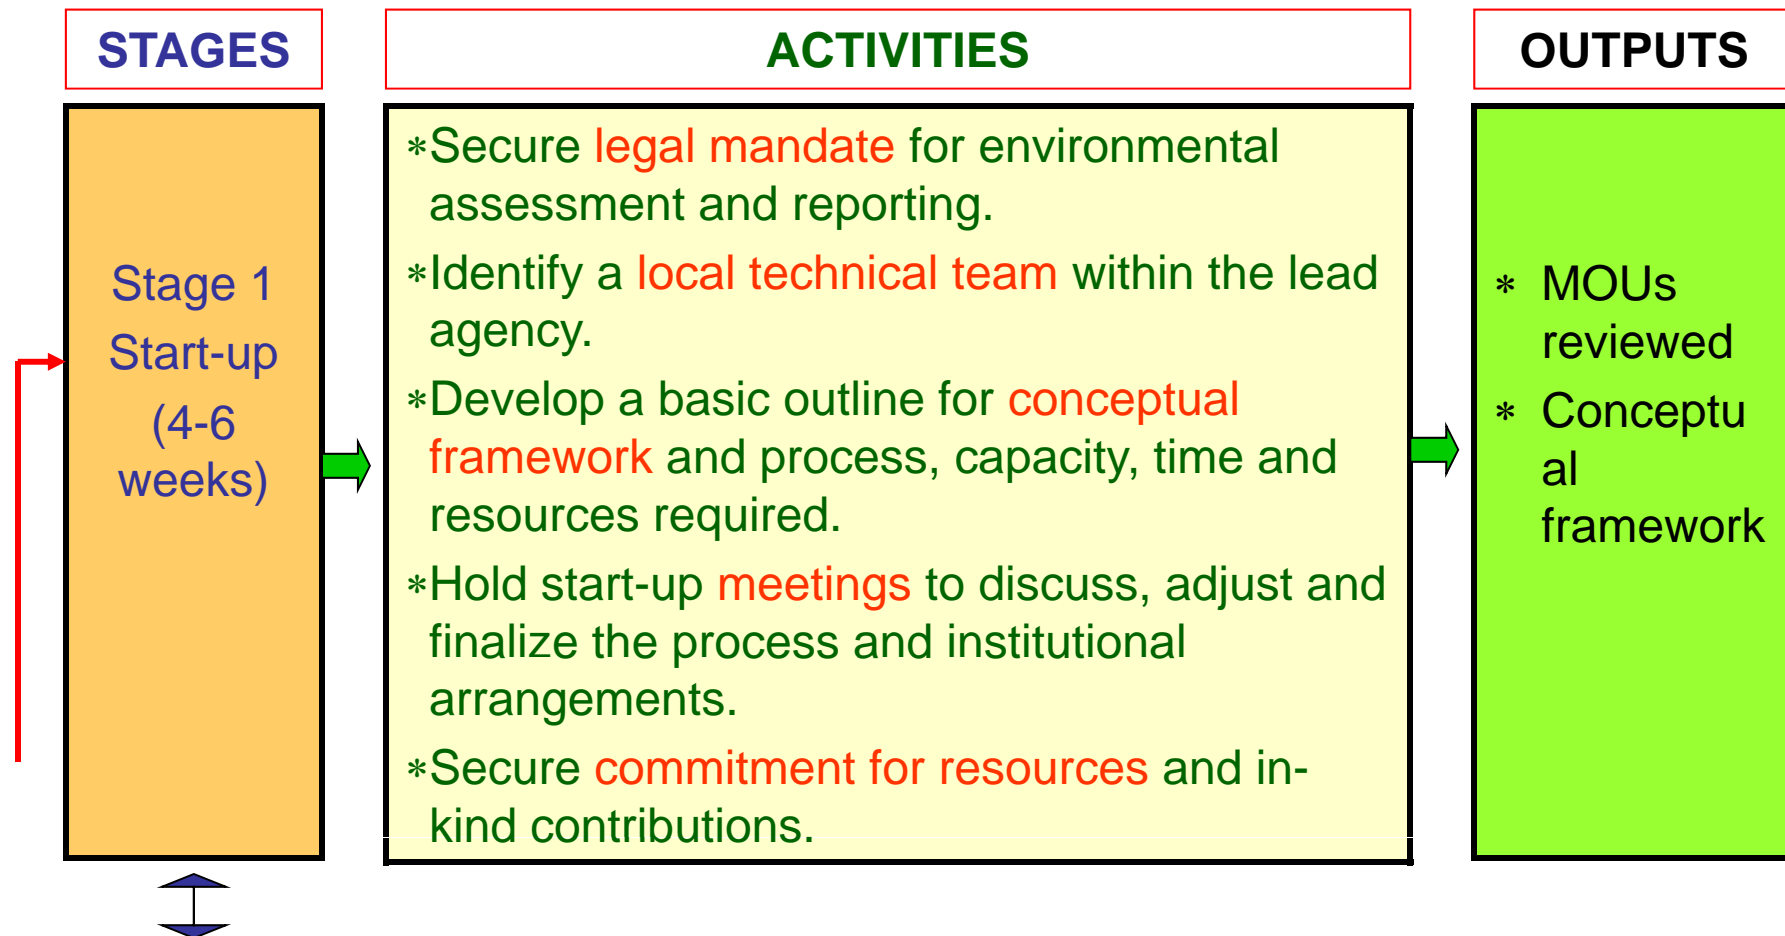 STAGES
ACTIVITIES
OUTPUTS
Stage 1
Start-up
(4-6
weeks)
*Secure legal mandate for environmental
assessment and reporting.
*Identify a local technical team within the lead
agency.
*Develop a basic outline for conceptual
framework and process, capacity, time and
resources required.
*Hold start-up meetings to discuss, adjust and
finalize the process and institutional
arrangements.
*Secure commitment for resources and in-
kind contributions.
* MOUs
reviewed
* Conceptu
al
framework